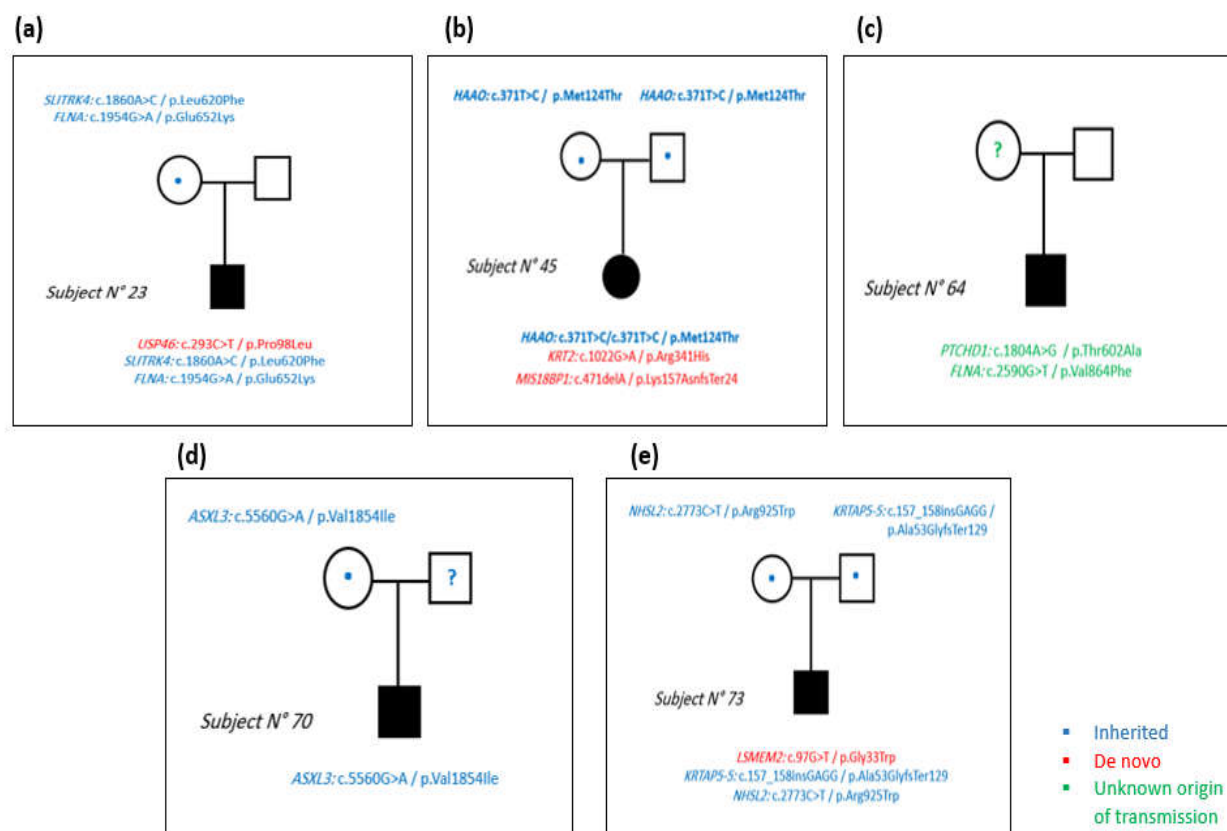 (a)
SLITRK4: c.1860A>C / p.Leu620Phe
FLNA: c.1954G>A / p.Glu652Lys
Subject N° 23
USP46: c.293C>T / p.Pro98Leu
SLITRK4: c.1860A>C / p.Leu620Phe
FLNA: c.1954G>A / p.Glu652Lys
(b)
HAAO: c.371T>C / p.Met124Thr HAAO: c.371T>C / p.Met124Thr
Subject N° 45
HAAO: c.371T>C/c.371T>C / p.Met124Thr
KRT2: c.1022G>A / p.Arg341His
MIS18BP1: c.471delA / p.Lys157AsnfsTer24
(c)
?
Subject N° 64
PTCHD1: c.1804A>G / p.Thr602Ala
FLNA: c.2590G>T / p.Val864Phe
(d)
ASXL3: c.5560G>A / p.Val1854Ile
?
Subject N° 70
ASXL3: c.5560G>A / p.Val1854Ile
(e)
NHSL2: c.2773C>T / p.Arg925Trp KRTAP5-5: c.157_158insGAGG /
p.Ala53GlyfsTer129
Subject N° 73
LSMEM2: c.97G>T / p.Gly33Trp
KRTAP5-5: c.157_158insGAGG / p.Ala53GlyfsTer129
NHSL2: c.2773C>T / p.Arg925Trp
Inherited
De novo
Unknown origin
of transmission